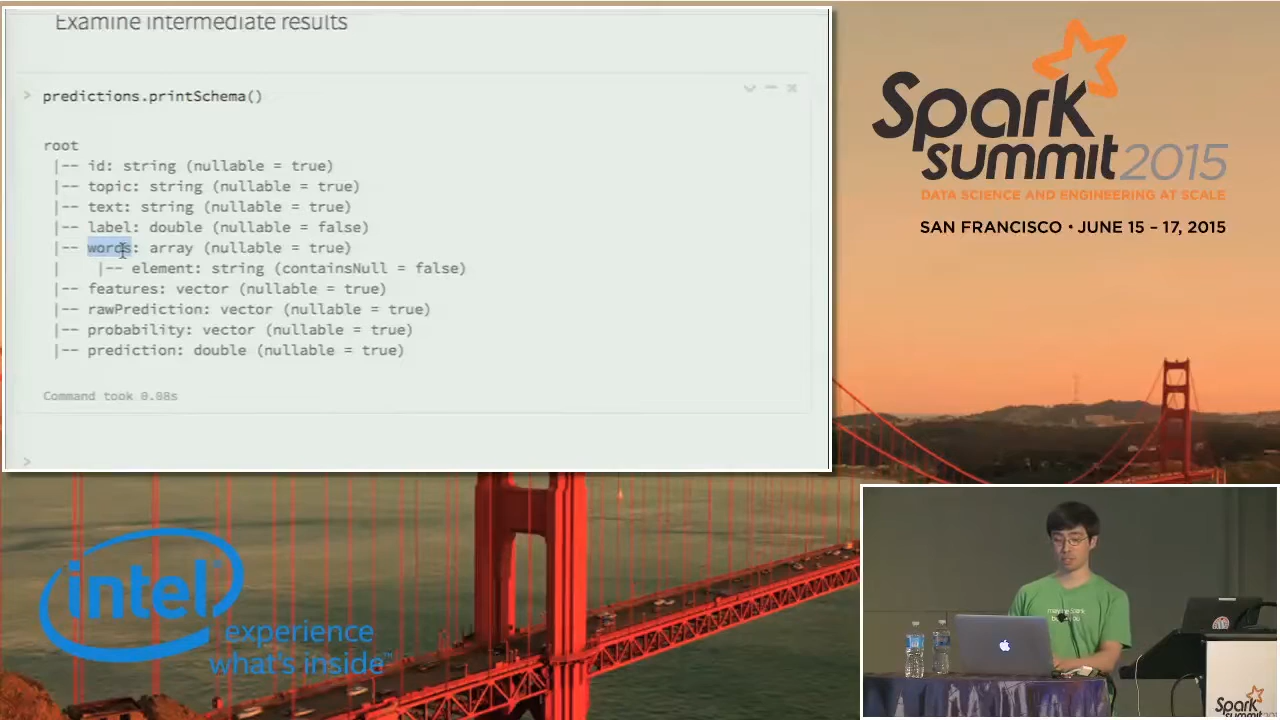 Examine intermediate results
> predictions.printSchema()
root
|-- id: string (nullable = true)
|-- topic: string (nullable = true)
|-- text: string (nullable = true)
|-- label: double (nullable = false)
|-- words: array (nullable = true)
| |-- element: string (containsNull = false)
|-- features: vector (nullable = true)
|-- rawPrediction: vector (nullable = true)
|-- probability: vector (nullable = true)
|-- prediction: double (nullable = true)
Command took 0.08s
>
Spark
summit 2015
DATA SCIENCE AND ENGINEERING AT SCALE
SAN FRANCISCO • JUNE 15 – 17, 2015
intel
experience
what's inside™
Spark